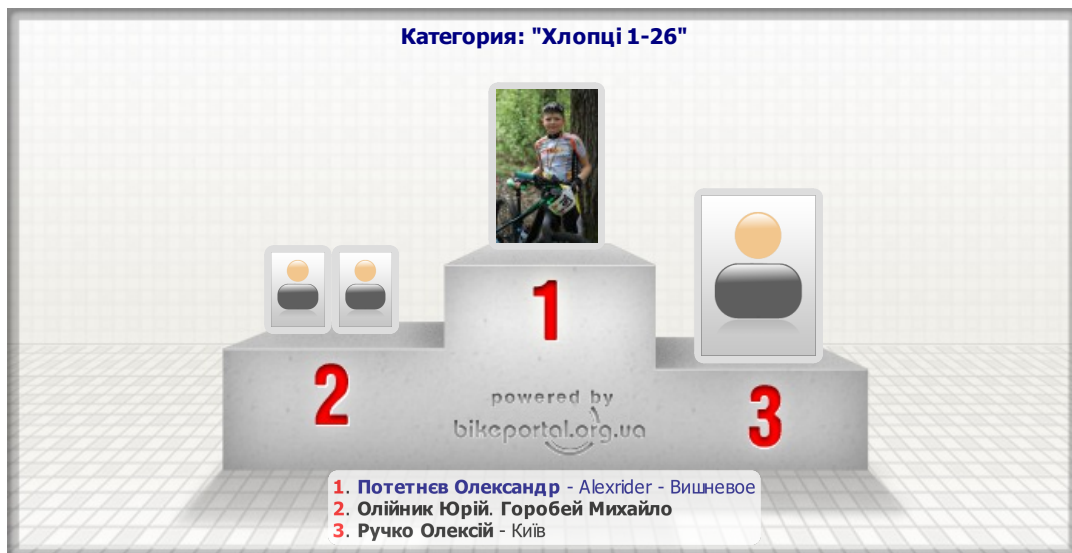 Категория: "Хлопці 1-26"
1
2
3
powered by
bikeportal.org.ua
1. Потетнєв Олександр - Alexrider - Вишневое
2. Олійник Юрій. Горобей Михайло
3. Ручко Олексій - Київ